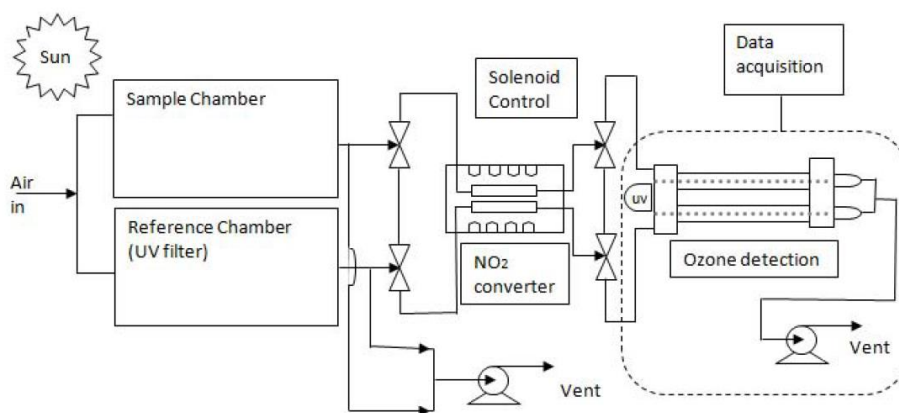 Sun
Sample Chamber
Air
in
Reference Chamber
(UV filter)
Solenoid
Control
NO₂
converter
Data
acquisition
uv
Ozone detection
Vent
Vent